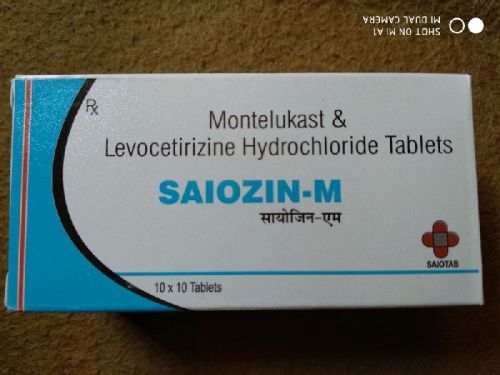 SHOT ON MI A1
MI DUAL CAMERA
Rx
Montelukast &
Levocetirizine Hydrochloride Tablets
SAIOZIN-M
सायोजिन-एम
SAIOTAB
10 x 10 Tablets